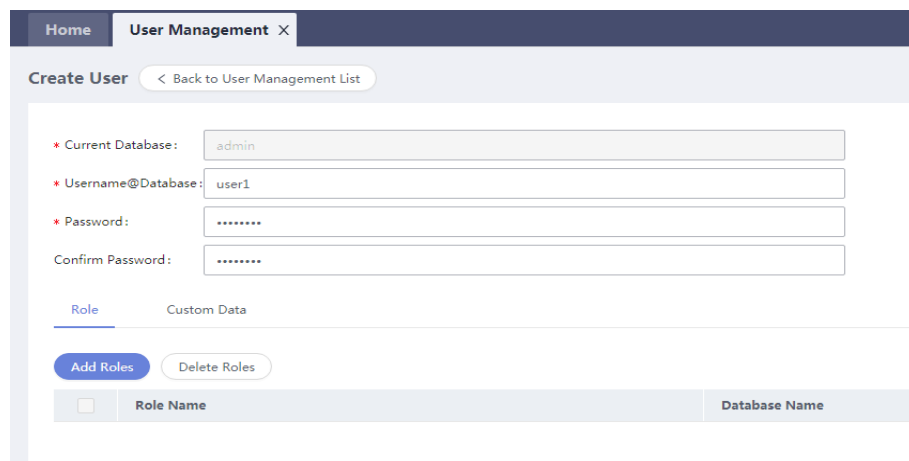 Home User Management ×
Create User < Back to User Management List
* Current Database: admin
* Username@Database: user1
* Password: ••••••••
Confirm Password: ••••••••
Role Custom Data
Add Roles Delete Roles
Role Name Database Name